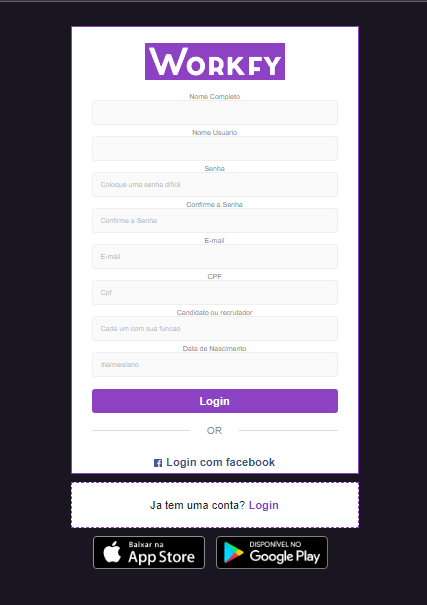 WORKFY
Nome Completo
Nome Usuario
Senha
Coloque uma senha dificil
Confirme a Senha
Confirme a Senha
E-mail
E-mail
CPF
Cpf
Candidato ou recrutador
Cada um com sua funcao
Data de Nascimento
dia/mes/ano
Login
OR
Login com facebook
Ja tem uma conta? Login
Baixar na
App Store
DISPONÍVEL NO
Google Play